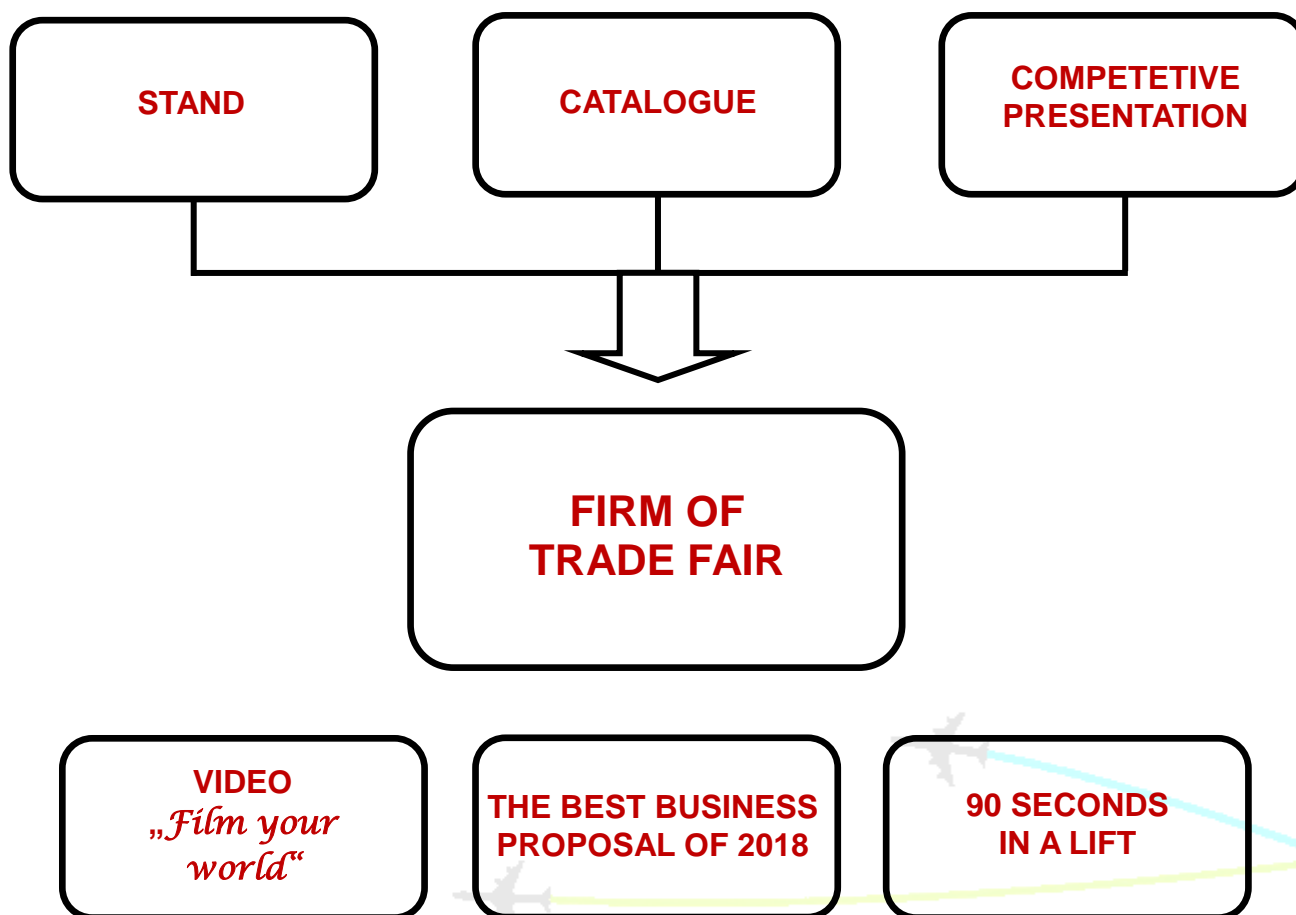 STAND
CATALOGUE
COMPETETIVE
PRESENTATION
FIRM OF
TRADE FAIR
VIDEO
„Film your
world“
THE BEST BUSINESS
PROPOSAL OF 2018
90 SECONDS
IN A LIFT